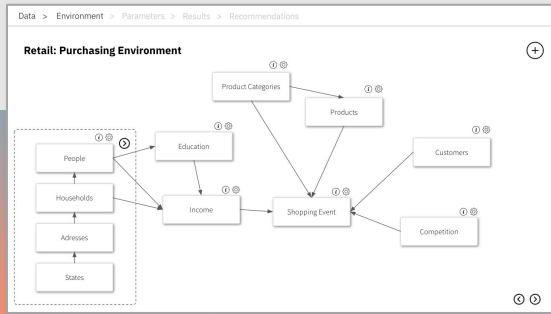 Data > Environment > Parameters > Results > Recommendations
Retail: Purchasing Environment
Product Categories
Products
Education
People
Customers
Households
Income
Shopping Event
Adresses
Competition
States